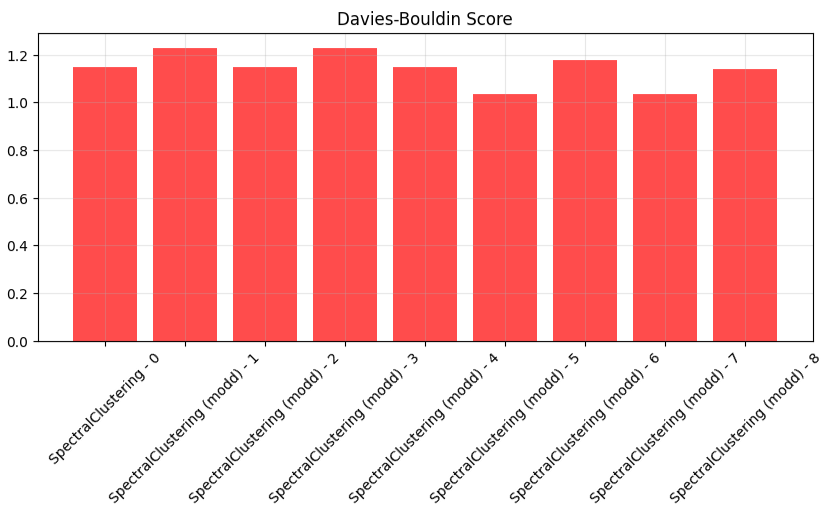 Davies-Bouldin Score
1.2
1.0
0.8
0.6
0.4
0.2
0.0
SpectralClustering - 0
SpectralClustering (modd) - 1
SpectralClustering (modd) - 2
SpectralClustering (modd) - 3
SpectralClustering (modd) - 4
SpectralClustering (modd) - 5
SpectralClustering (modd) - 6
SpectralClustering (modd) - 7
SpectralClustering (modd) - 8